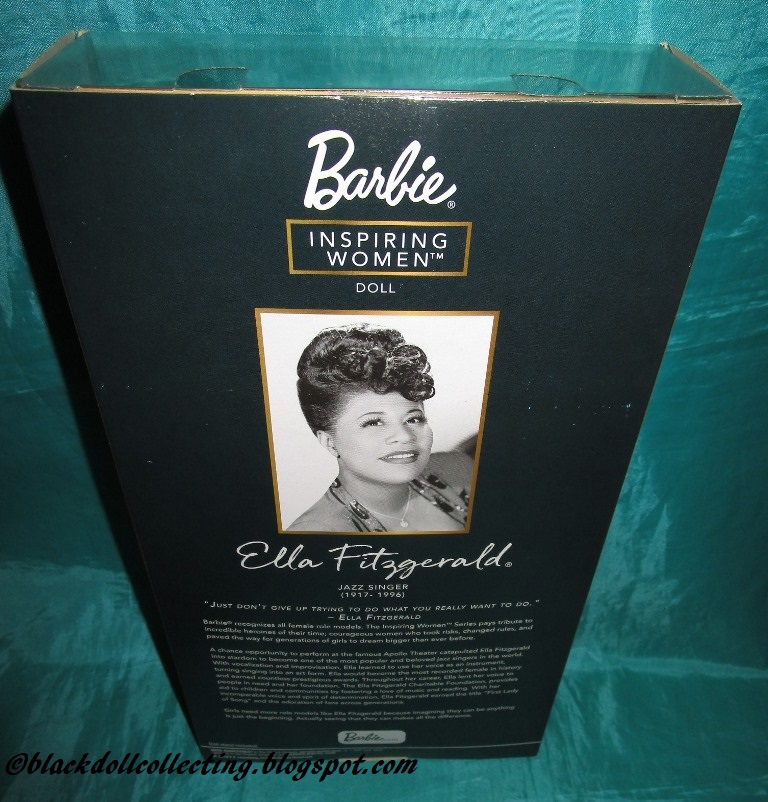 Barbie®
INSPIRING
WOMEN™
DOLL
Ella Fitzgerald®
JAZZ SINGER
(1917- 1996)
"JUST DON'T GIVE UP TRYING TO DO WHAT YOU REALLY WANT TO DO."
— ELLA FITZGERALD
Barbie® recognizes all female role models. The Inspiring Women™ Series pays tribute to
incredible heroines of their time; courageous women who took risks, changed rules, and
paved the way for generations of girls to dream bigger than ever before.
A chance opportunity to perform at the famous Apollo Theater catapulted Ella Fitzgerald
into stardom to become one of the most popular and beloved jazz singers in the world.
With vocalization and improvisation, Ella learned to use her voice as an instrument,
turning singing into an art form. Ella would become the most recorded female in history
and earned countless prestigious awards. Throughout her career, Ella lent her voice to
people in need and her foundation, The Ella Fitzgerald Charitable Foundation, provides
aid to children and communities by fostering a love of music and reading. With her
incomparable voice and spirit of determination, Ella Fitzgerald earned the title "First Lady
of Song" and the adoration of fans across generations.
Girls need more role models like Ella Fitzgerald because imagining they can be anything
is just the beginning. Actually seeing that they can makes all the difference.
Barbie
©blackdollcollecting.blogspot.com